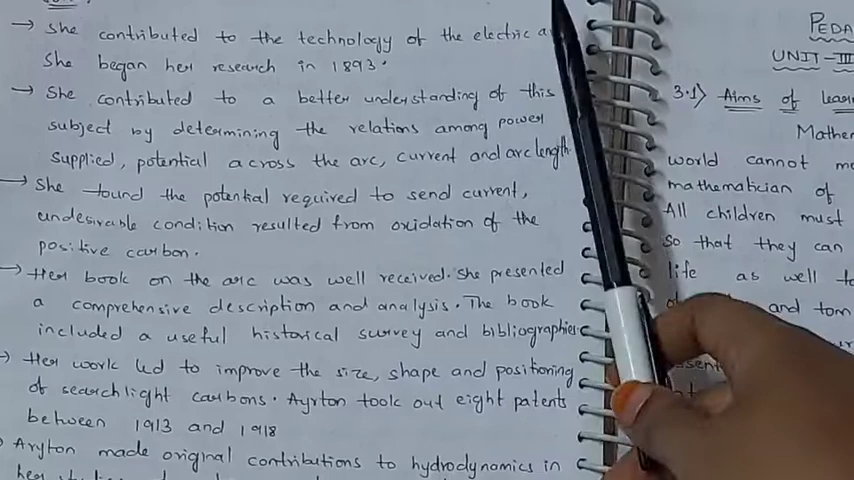 → She contributed to the technology of the electric a
She began her research in 1893.
→ She contributed to a better understanding of this
subject by determining the relations among power
supplied, potential across the arc, current and arc length.
→ She found the potential required to send current,
undesirable condition resulted from oxidation of the
positive carbon.
→ Her book on the arc was well received. She presented
a comprehensive description and analysis. The book
included a useful historical survey and bibliographies
→ Her work led to improve the size, shape and positioning
of searchlight carbons. Ayrton took out eight patents
between 1913 and 1918
Aryton made original contributions to hydrodynamics in
PEDA
UNIT-III
3.1) Aims of lear
Mathe
world cannot m
mathematician of
All children must
so that they can
life as well t
and tom